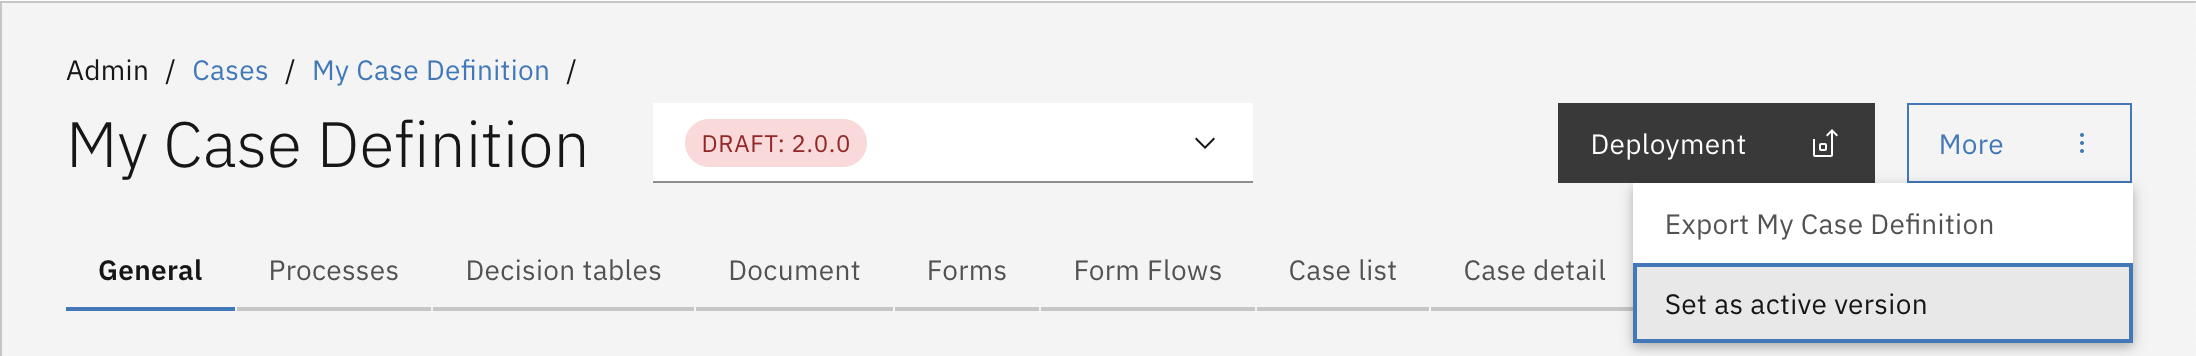 Admin / Cases / My Case Definition /
My Case Definition
DRAFT: 2.0.0
Deployment
More
Export My Case Definition
Set as active version
General Processes Decision tables Document Forms Form Flows Case list Case detail